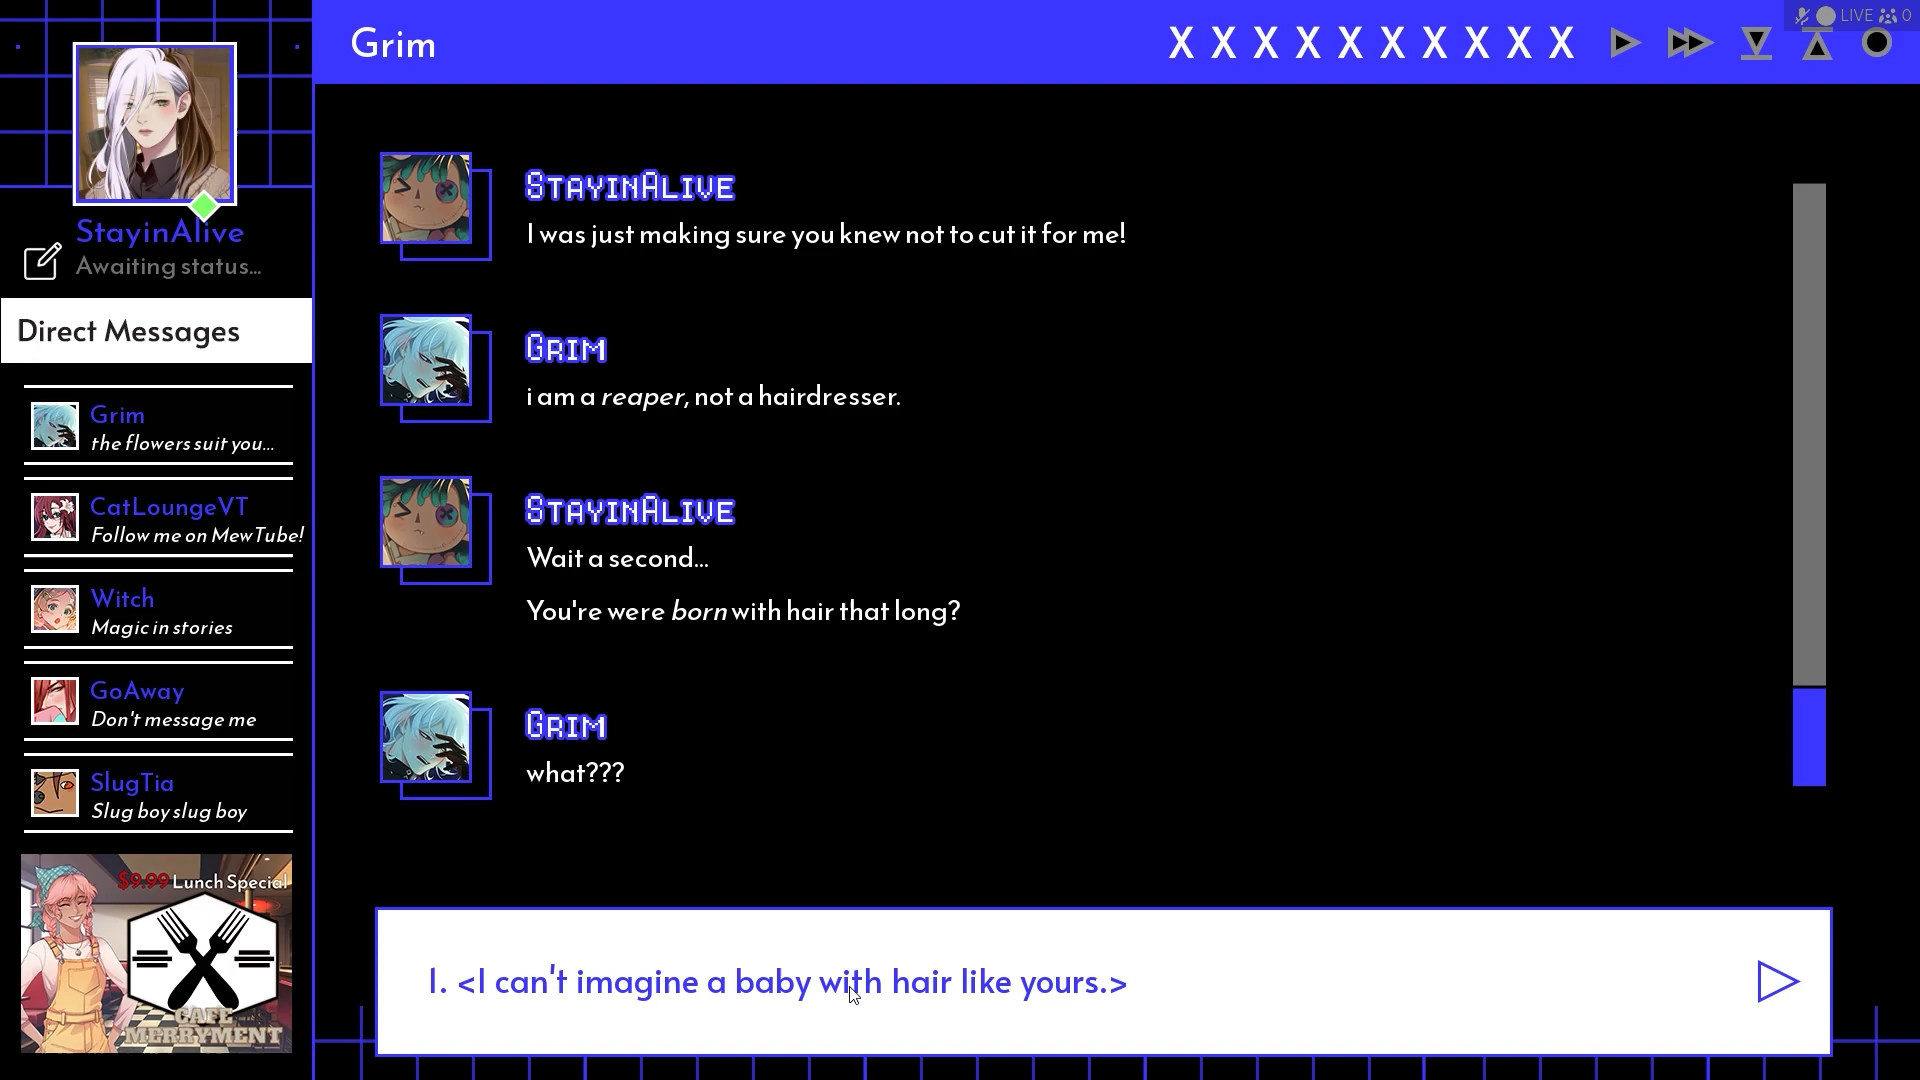 Grim
X X X X X X X X X X
LIVE 0
StayinAlive
Awaiting status...
Direct Messages
Grim
the flowers suit you...
CatLoungeVT
Follow me on MewTube!
Witch
Magic in stories
GoAway
Don't message me
SlugTia
Slug boy slug boy
$9.99 Lunch Special
CAFE
MERRYMENT
StayinAlive
I was just making sure you knew not to cut it for me!
Grim
i am a reaper, not a hairdresser.
StayinAlive
Wait a second...
You're were born with hair that long?
Grim
what???
1. <I can't imagine a baby with hair like yours.>